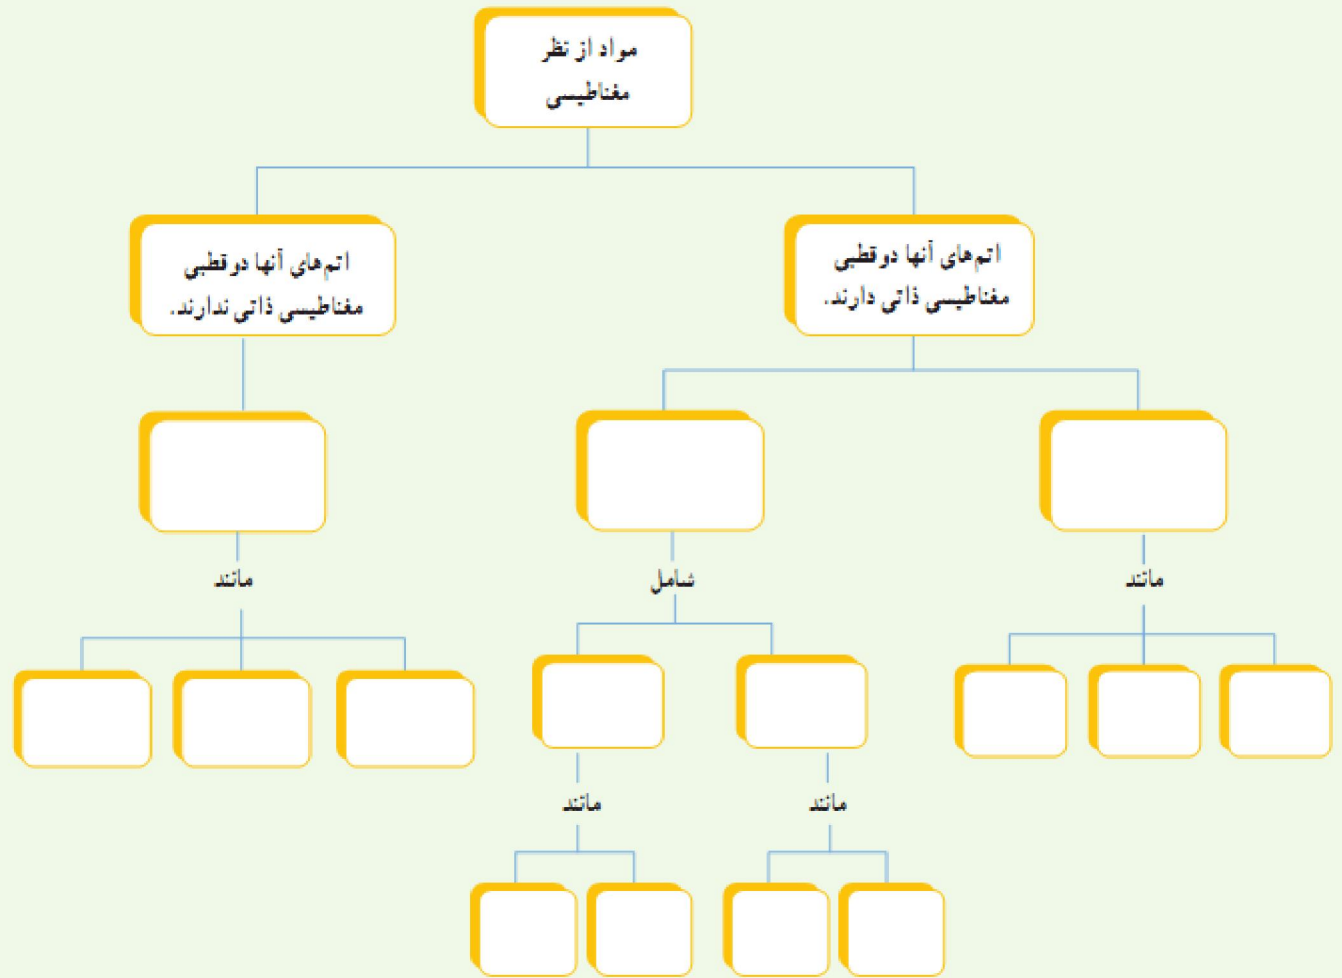 مواد از نظر
مغناطیسی
اتم‌های آنها دوقطبی
مغناطیسی ذاتی دارند.
اتم‌های آنها دوقطبی
مغناطیسی ذاتی ندارند.
مانند
شامل
مانند
مانند
مانند